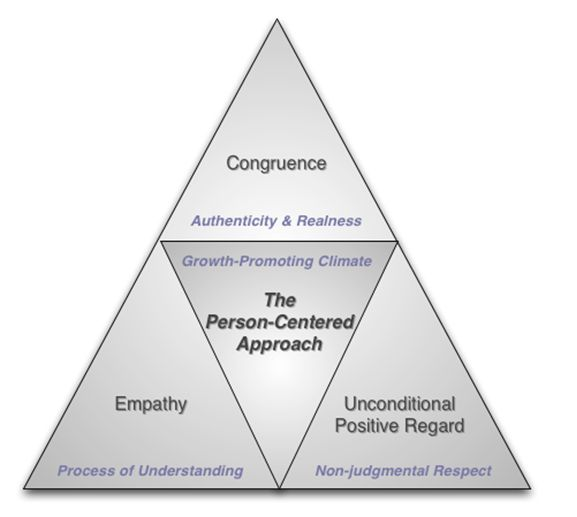 Congruence
Authenticity & Realness
Growth-Promoting Climate
The
Person-Centered
Approach
Empathy
Process of Understanding
Unconditional
Positive Regard
Non-judgmental Respect